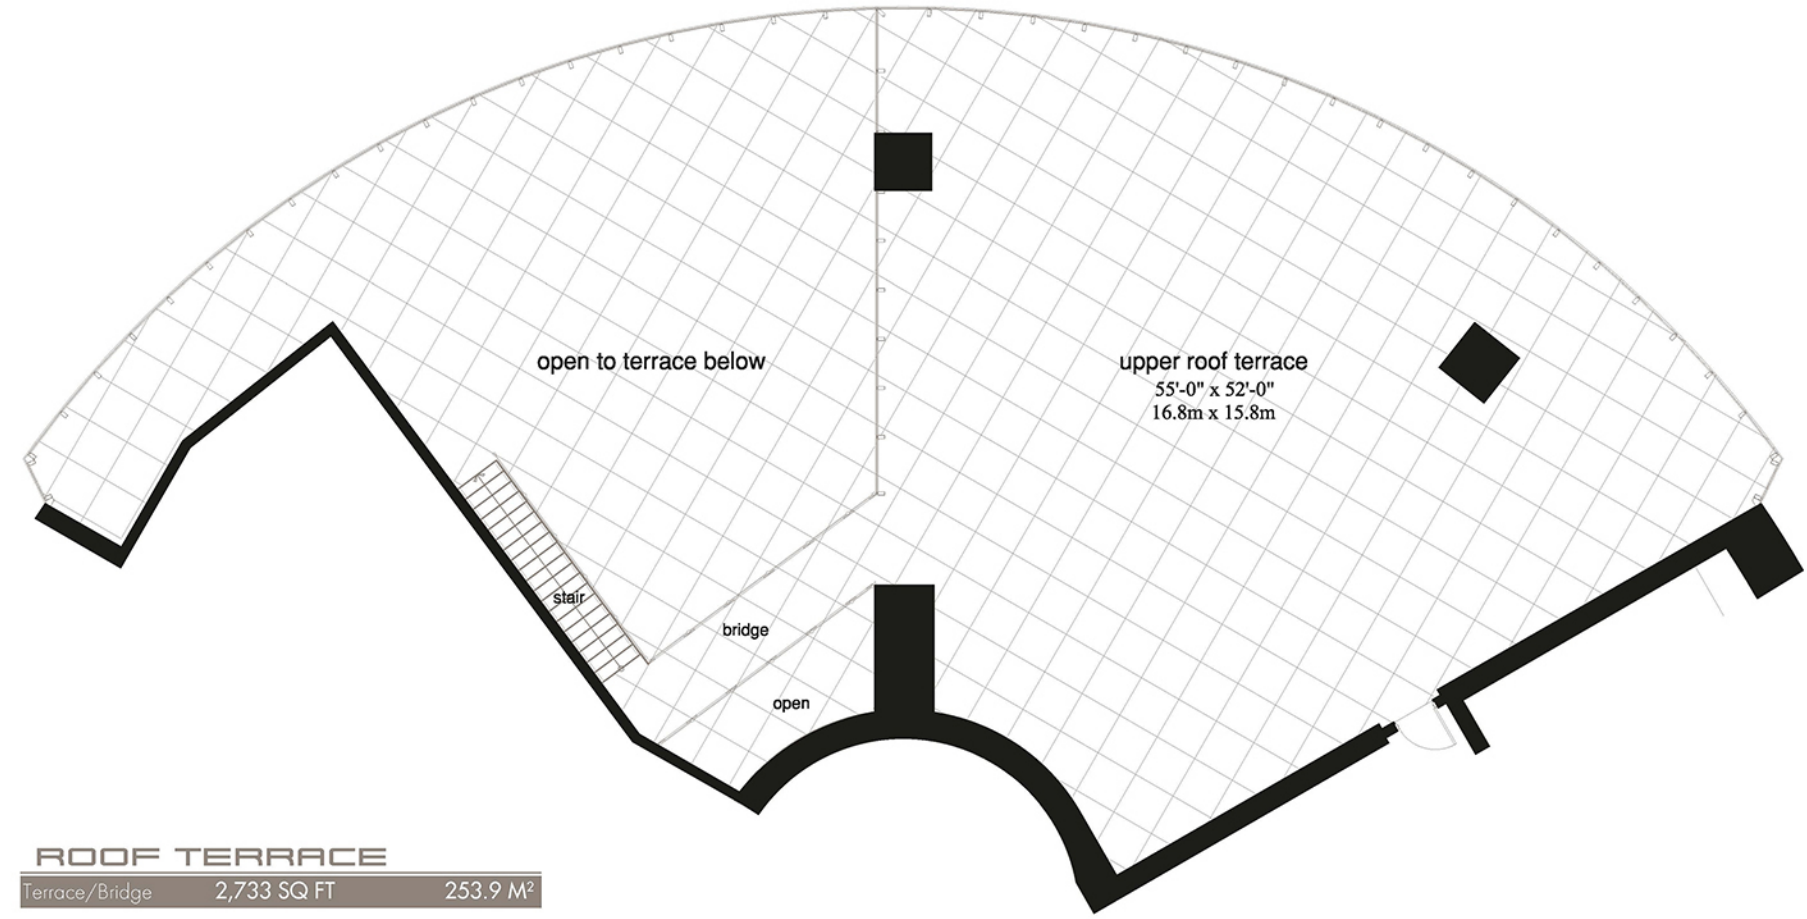 open to terrace below
upper roof terrace
55'-0" x 52'-0"
16.8m x 15.8m
stair
bridge
open
ROOF TERRACE
Terrace/Bridge 2,733 SQ FT 253.9 M²